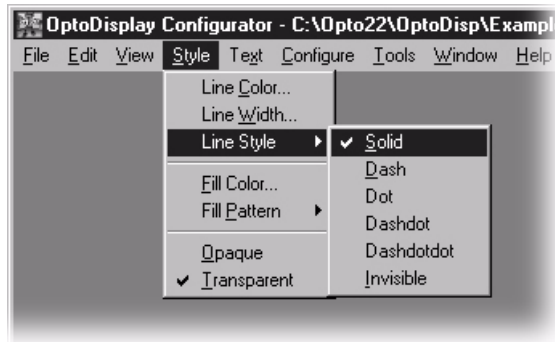 OptoDisplay Configurator - C:\Opto22\OptoDisp\Exampl
File Edit View Style Text Configure Tools Window Help
Line Color...
Line Width...
Line Style
Solid
Dash
Dot
Dashdot
Dashdotdot
Invisible
Fill Color...
Fill Pattern
Opaque
Transparent